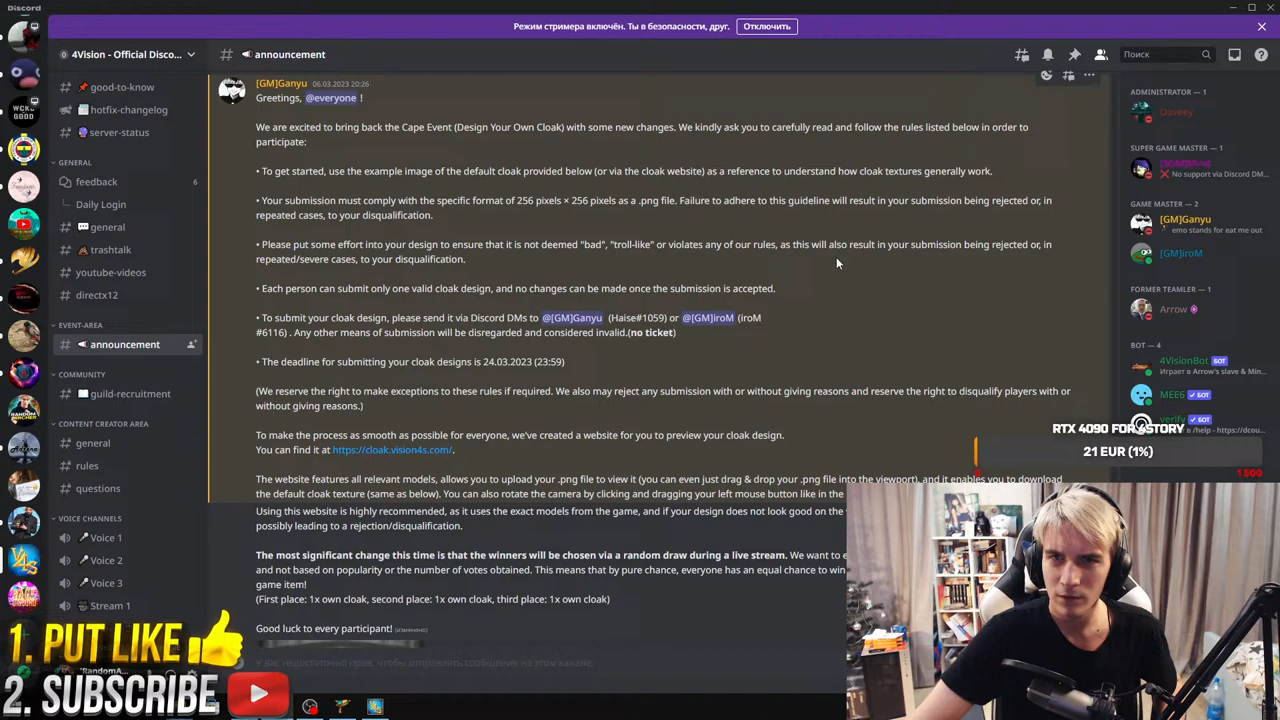 Discord
Режим стримера включён. Ты в безопасности, друг.
Отключить
4Vision - Official Disco...
announcement
Поиск
good-to-know
hotfix-changelog
server-status
GENERAL
feedback
6
Daily Login
general
trashtalk
youtube-videos
directx12
EVENT-AREA
announcement
COMMUNITY
guild-recruitment
CONTENT CREATOR AREA
general
rules
questions
VOICE CHANNELS
Voice 1
Voice 2
Voice 3
Stream 1
[GM]Ganyu 06.03.2023 20:26
Greetings, @everyone !
We are excited to bring back the Cape Event (Design Your Own Cloak) with some new changes. We kindly ask you to carefully read and follow the rules listed below in order to
participate:
• To get started, use the example image of the default cloak provided below (or via the cloak website) as a reference to understand how cloak textures generally work.
• Your submission must comply with the specific format of 256 pixels × 256 pixels as a .png file. Failure to adhere to this guideline will result in your submission being rejected or, in
repeated cases, to your disqualification.
• Please put some effort into your design to ensure that it is not deemed "bad", "troll-like" or violates any of our rules, as this will also result in your submission being rejected or, in
repeated/severe cases, to your disqualification.
• Each person can submit only one valid cloak design, and no changes can be made once the submission is accepted.
• To submit your cloak design, please send it via Discord DMs to @[GM]Ganyu (Haise#1059) or @[GM]iroM (iroM
#6116) . Any other means of submission will be disregarded and considered invalid.(no ticket)
• The deadline for submitting your cloak designs is 24.03.2023 (23:59)
(We reserve the right to make exceptions to these rules if required. We also may reject any submission with or without giving reasons and reserve the right to disqualify players with or
without giving reasons.)
To make the process as smooth as possible for everyone, we've created a website for you to preview your cloak design.
You can find it at https://cloak.vision4s.com/.
The website features all relevant models, allows you to upload your .png file to view it (you can even just drag & drop your .png file into the viewport), and it enables you to download
the default cloak texture (same as below). You can also rotate the camera by clicking and dragging your left mouse button like in the
Using this website is highly recommended, as it uses the exact models from the game, and if your design does not look good on the
possibly leading to a rejection/disqualification.
The most significant change this time is that the winners will be chosen via a random draw during a live stream. We want to e
and not based on popularity or the number of votes obtained. This means that by pure chance, everyone has an equal chance to win
game item!
(First place: 1x own cloak, second place: 1x own cloak, third place: 1x own cloak)
Good luck to every participant! (изменено)
У вас недостаточно прав, чтобы отправлять сообщения на этом канале.
ADMINISTRATOR — 1
Daveey
SUPER GAME MASTER — 1
No support via Discord DM...
GAME MASTER — 2
[GM]Ganyu
emo stands for eat me out
[GM]iroM
FORMER TEAMLER — 1
Arrow
BOT — 4
4VisionBot БОТ
Играет в Arrow's slave & Min...
MEE6 БОТ
verify БОТ
RTX 4090 FOR 4STORY
21 EUR (1%)
1 500
1. PUT LIKE
2. SUBSCRIBE